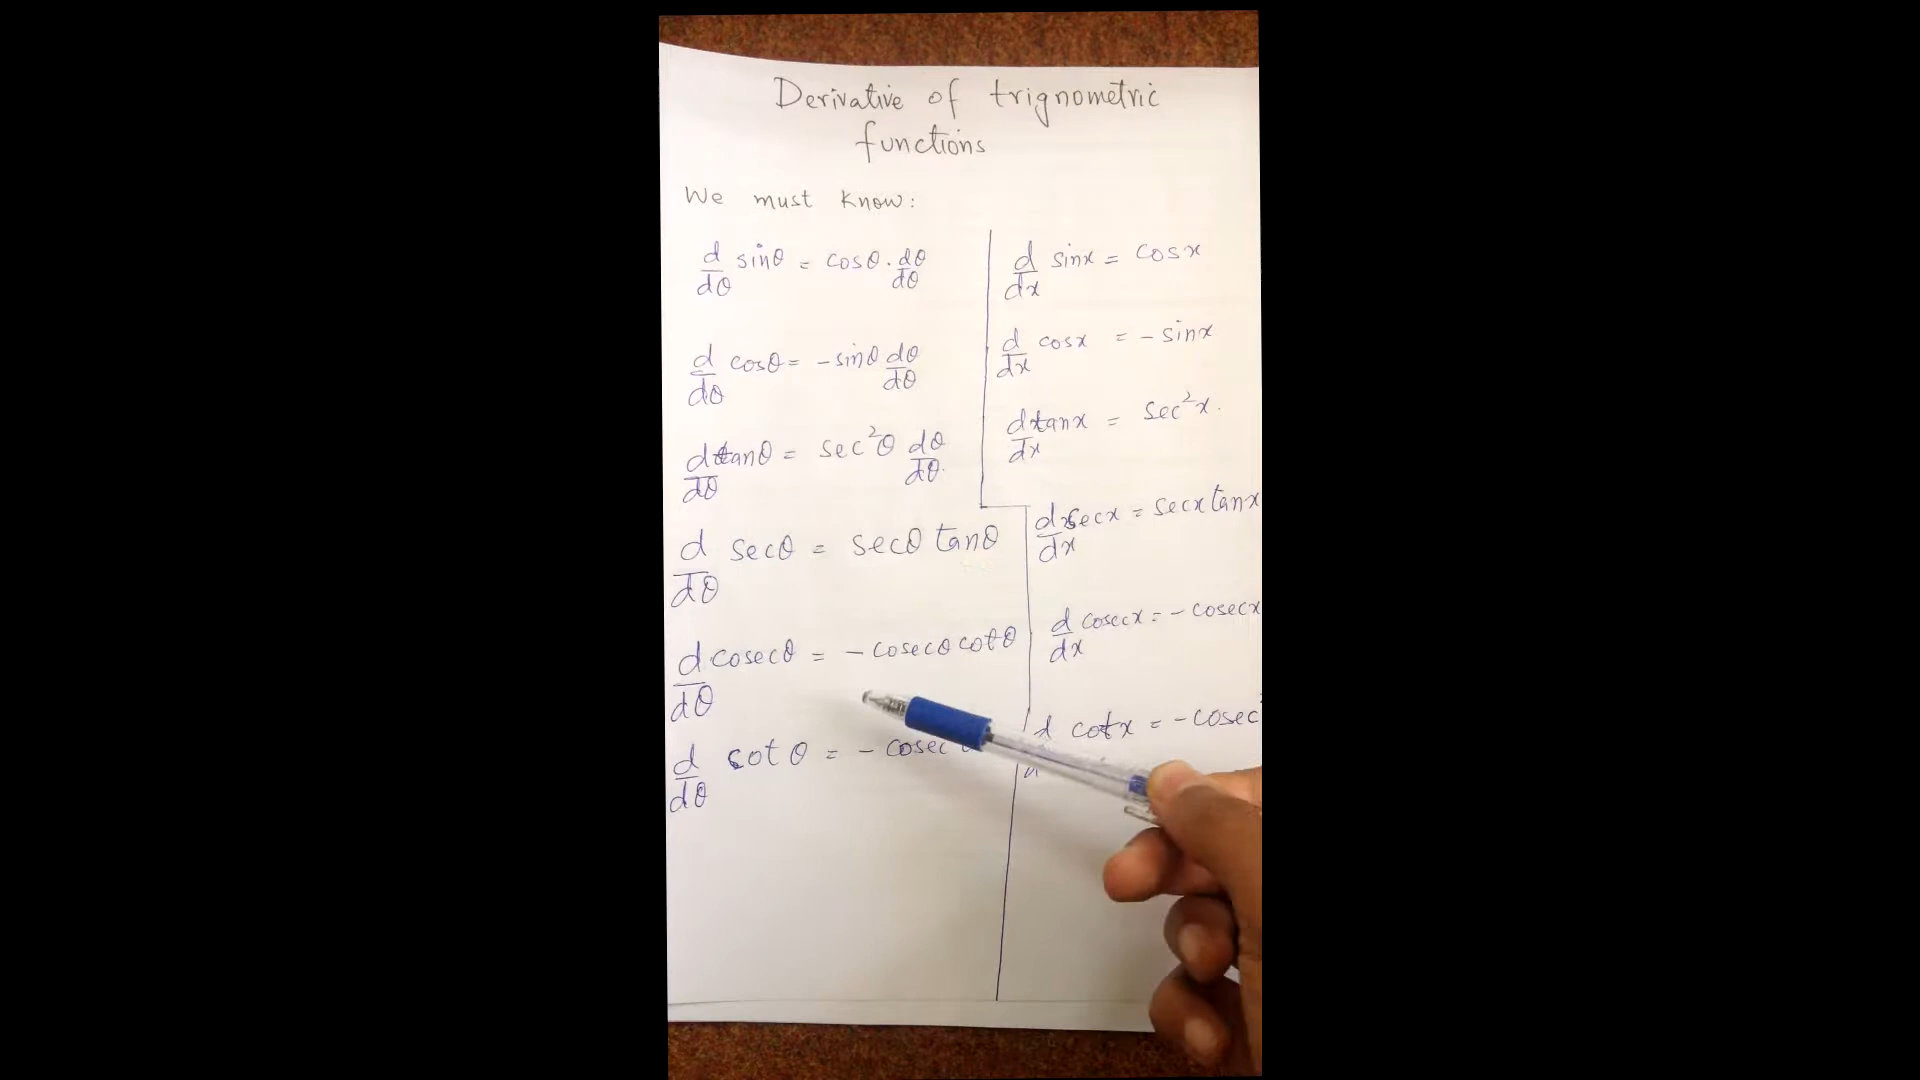 Derivative of trignometric
functions
We must know:
d/dθ sinθ = cosθ · dθ/dθ
d/dθ cosθ = - sinθ dθ/dθ
d/dθ tanθ = sec²θ dθ/dθ.
d/dθ secθ = secθ tanθ
d/dθ cosecθ = - cosecθ cotθ
d/dθ cot θ = - cosec
d/dx sinx = cosx
d/dx cosx = - sinx
d/dx tanx = sec²x.
d/dx secx = secx tanx
d/dx cosecx = - cosecx
d cotx = - cosec